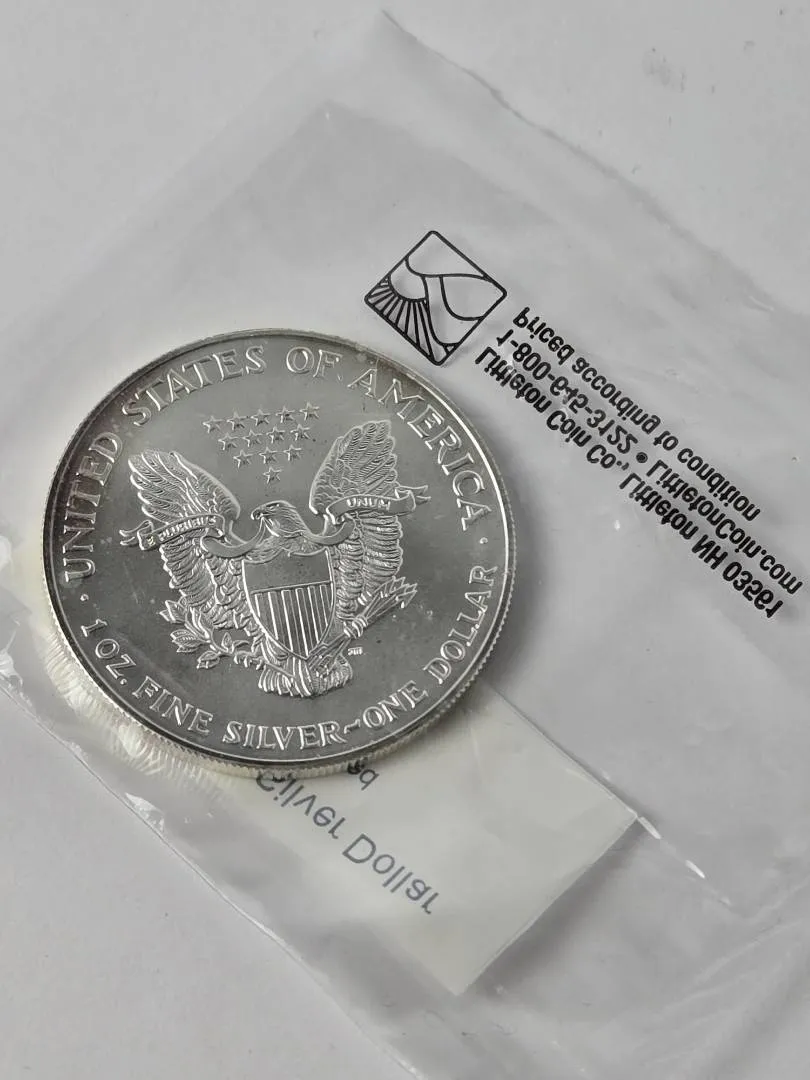 UNITED STATES OF AMERICA
E PLURIBUS
UNUM
1 OZ. FINE SILVER~ONE DOLLAR
Littleton Coin Co., Littleton NH 03561
1-800-645-3122 • LittletonCoin.com
Priced according to condition
Silver Dollar